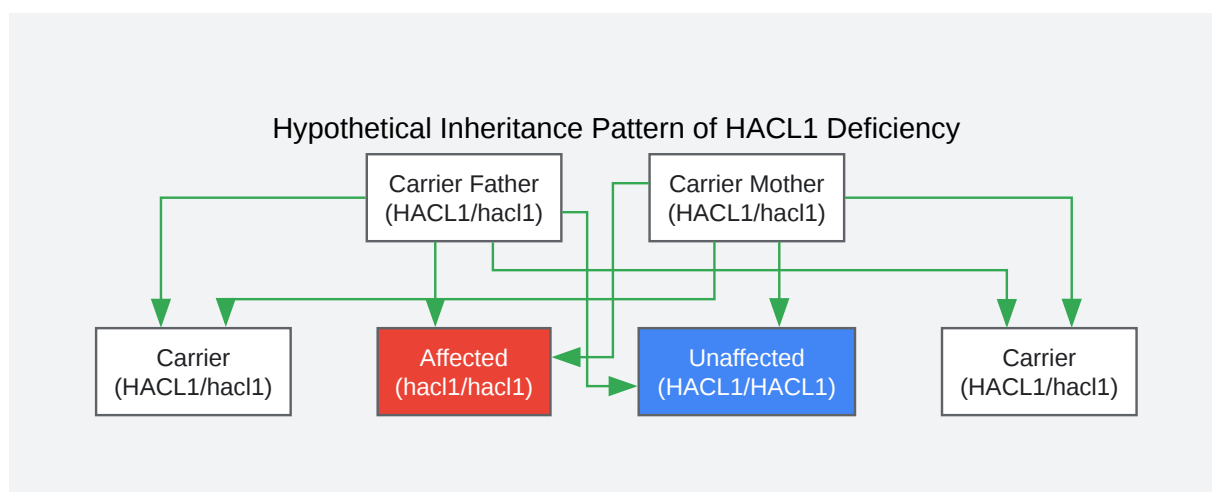 Hypothetical Inheritance Pattern of HACL1 Deficiency
Carrier Father
(HACL1/hacl1)
Carrier Mother
(HACL1/hacl1)
Carrier
(HACL1/hacl1)
Affected
(hacl1/hacl1)
Unaffected
(HACL1/HACL1)
Carrier
(HACL1/hacl1)